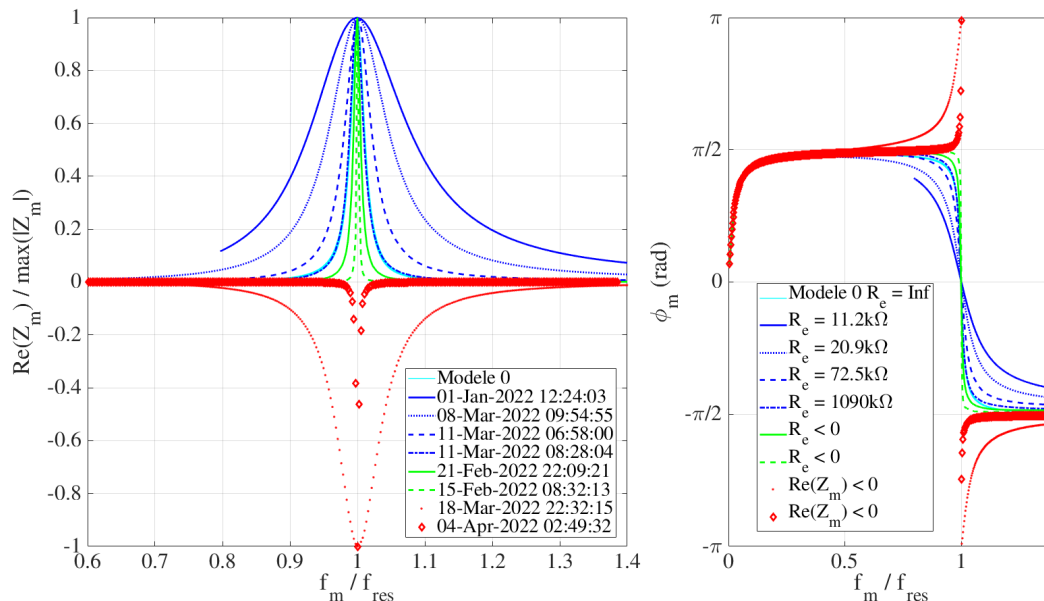 1
0.8
0.6
0.4
0.2
0
-0.2
-0.4
-0.6
-0.8
-1
Re(Z_m) / max(|Z_m|)
0.6
0.7
0.8
0.9
1
1.1
1.2
1.3
1.4
f_m / f_res
Modele 0
01-Jan-2022 12:24:03
08-Mar-2022 09:54:55
11-Mar-2022 06:58:00
11-Mar-2022 08:28:04
21-Feb-2022 22:09:21
15-Feb-2022 08:32:13
18-Mar-2022 22:32:15
04-Apr-2022 02:49:32
π
π/2
0
-π/2
-π
ϕ_m (rad)
0
0.5
1
f_m / f_res
Modele 0 R_e = Inf
R_e = 11.2kΩ
R_e = 20.9kΩ
R_e = 72.5kΩ
R_e = 1090kΩ
R_e < 0
R_e < 0
Re(Z_m) < 0
Re(Z_m) < 0